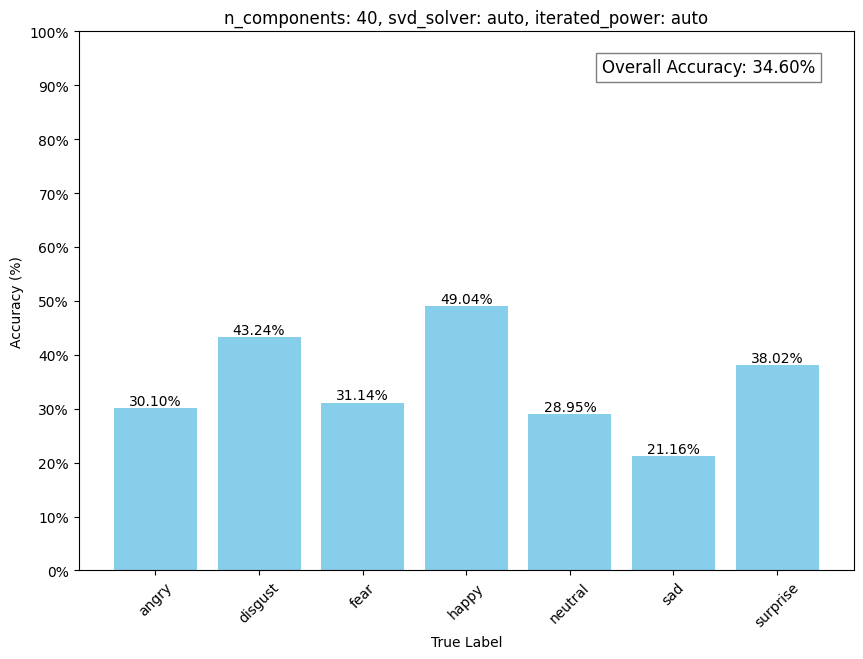 n_components: 40, svd_solver: auto, iterated_power: auto
Overall Accuracy: 34.60%
Accuracy (%)
100%
90%
80%
70%
60%
50%
40%
30%
20%
10%
0%
30.10%
43.24%
31.14%
49.04%
28.95%
21.16%
38.02%
angry
disgust
fear
happy
neutral
sad
surprise
True Label